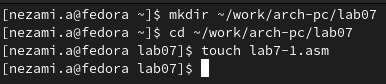 [nezami.a@fedora ~]$ mkdir ~/work/arch-pc/lab07
[nezami.a@fedora ~]$ cd ~/work/arch-pc/lab07
[nezami.a@fedora lab07]$ touch lab7-1.asm
[nezami.a@fedora lab07]$